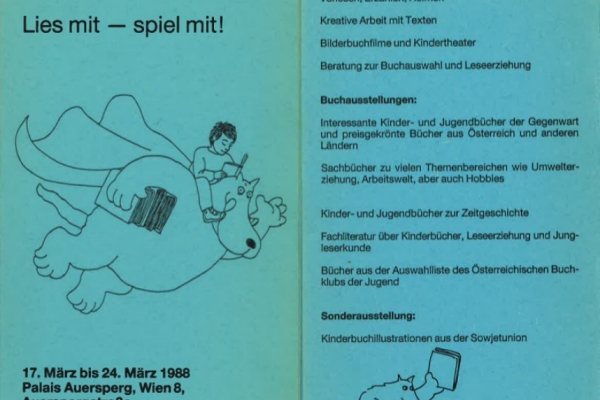 Lies mit — spiel mit!
17. März bis 24. März 1988
Palais Auersperg, Wien 8,
Kreative Arbeit mit Texten
Bilderbuchfilme und Kindertheater
Beratung zur Buchauswahl und Leseerziehung
Buchausstellungen:
Interessante Kinder- und Jugendbücher der Gegenwart
und preisgekrönte Bücher aus Österreich und anderen
Ländern
Sachbücher zu vielen Themenbereichen wie Umwelter-
ziehung, Arbeitswelt, aber auch Hobbies
Kinder- und Jugendbücher zur Zeitgeschichte
Fachliteratur über Kinderbücher, Leseerziehung und Jung-
leserkunde
Bücher aus der Auswahlliste des Österreichischen Buch-
klubs der Jugend
Sonderausstellung:
Kinderbuchillustrationen aus der Sowjetunion